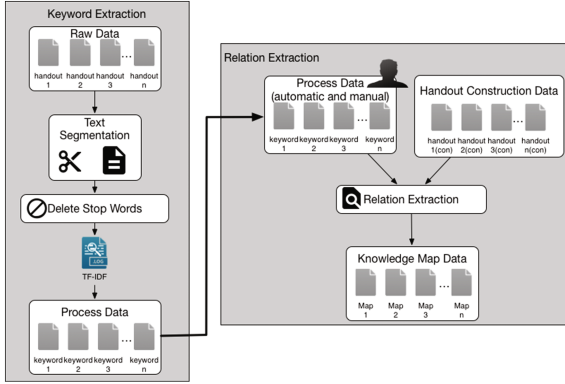 Keyword Extraction
Raw Data
...
handout handout handout handout
1 2 3 n
Text
Segmentation
Delete Stop Words
.LOG
TF-IDF
Process Data
...
keyword keyword keyword keyword
1 2 3 n
Relation Extraction
Process Data
(automatic and manual)
...
keyword keyword keyword keyword
1 2 3 n
Handout Construction Data
...
handout handout handout handout
1(con) 2(con) 3(con) n(con)
Relation Extraction
Knowledge Map Data
...
Map Map Map Map
1 2 3 n